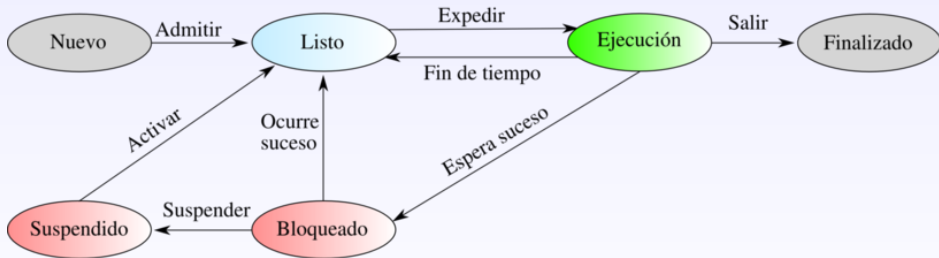 Nuevo
Admitir
Listo
Expedir
Fin de tiempo
Ejecución
Salir
Finalizado
Activar
Ocurre
suceso
Espera suceso
Suspendido
Suspender
Bloqueado